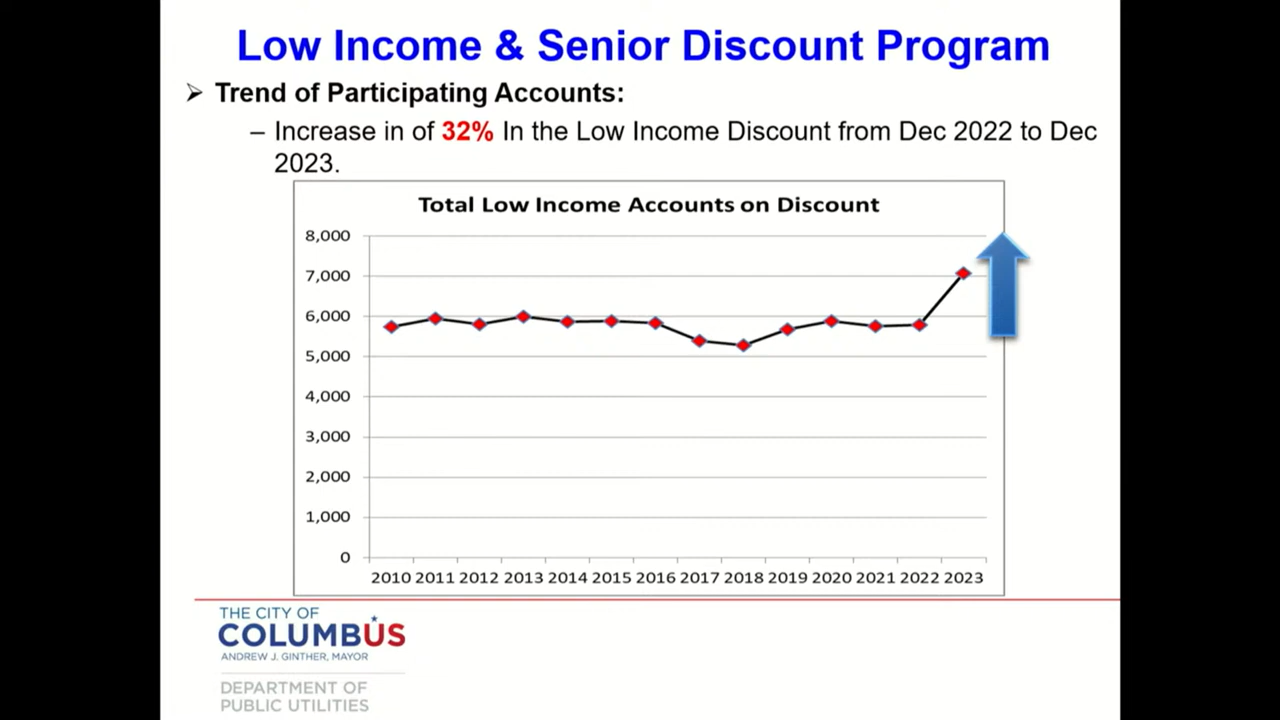 Low Income & Senior Discount Program
➢ Trend of Participating Accounts:
– Increase in of 32% In the Low Income Discount from Dec 2022 to Dec
2023.
Total Low Income Accounts on Discount
8,000
7,000
6,000
5,000
4,000
3,000
2,000
1,000
0
2010 2011 2012 2013 2014 2015 2016 2017 2018 2019 2020 2021 2022 2023
THE CITY OF
COLUMBUS
ANDREW J. GINTHER, MAYOR
DEPARTMENT OF
PUBLIC UTILITIES